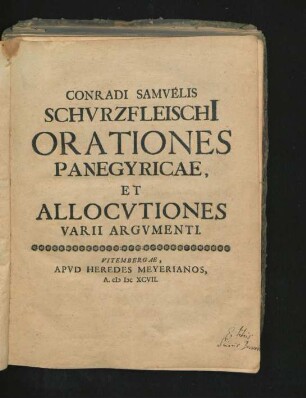 CONRADI SAMVELIS
SCHVRZFLEISCHI
ORATIONES
PANEGYRICAE,
ET
ALLOCVTIONES
VARII ARGVMENTI.
VITEMBERGAE,
APVD HEREDES MEYERIANOS,
A. cIɔ Iɔc XCVII.